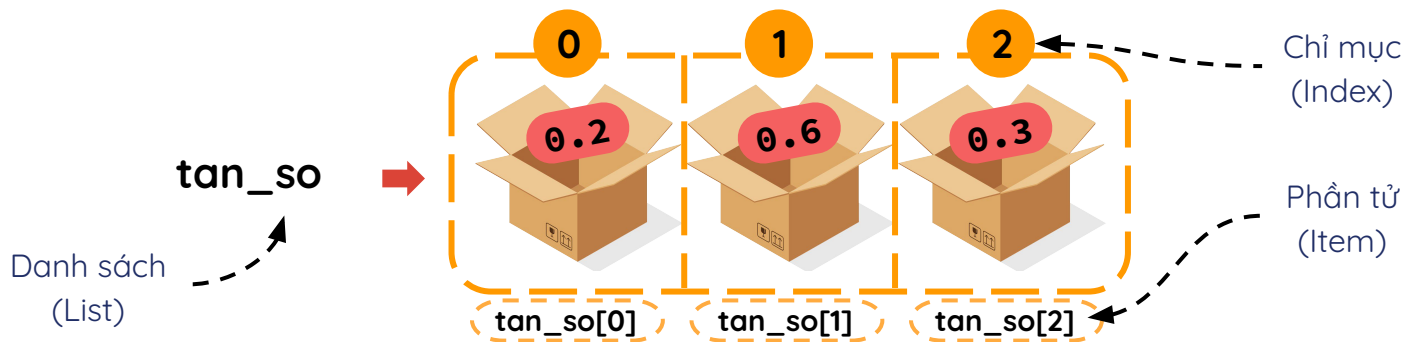 0 1 2
Chỉ mục
(Index)
0.2 0.6 0.3
tan_so
Phần tử
(Item)
Danh sách
(List)
tan_so[0] tan_so[1] tan_so[2]